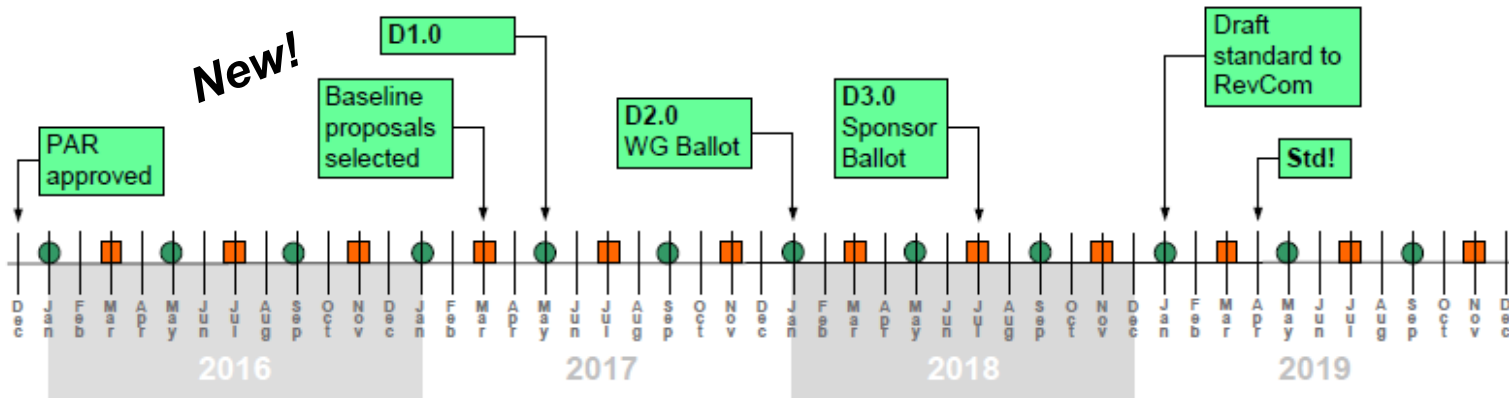 New!
D1.0
Draft
standard to
RevCom
Baseline
proposals
selected
D3.0
Sponsor
Ballot
D2.0
WG Ballot
PAR
approved
Std!
Dec Jan Feb Mar Apr May Jun Jul Aug Sep Oct Nov Dec Jan Feb Mar Apr May Jun Jul Aug Sep Oct Nov Dec Jan Feb Mar Apr May Jun Jul Aug Sep Oct Nov Dec Jan Feb Mar Apr May Jun Jul Aug Sep Oct Nov Dec
2016 2017 2018 2019